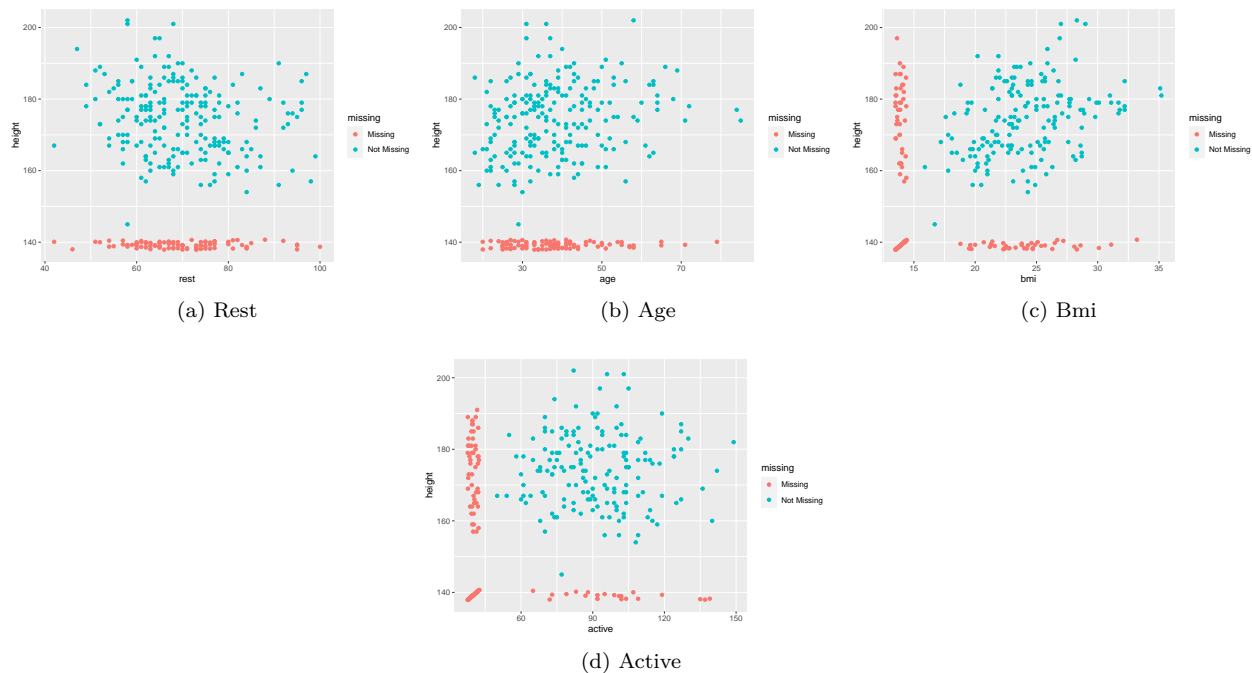 200
180
160
140
height
40
60
80
100
rest
missing
Missing
Not Missing
(a) Rest
200
180
160
140
height
30
50
70
age
missing
Missing
Not Missing
(b) Age
200
180
160
140
height
15
20
25
30
35
bmi
missing
Missing
Not Missing
(c) Bmi
200
180
160
140
height
60
90
120
150
active
missing
Missing
Not Missing
(d) Active